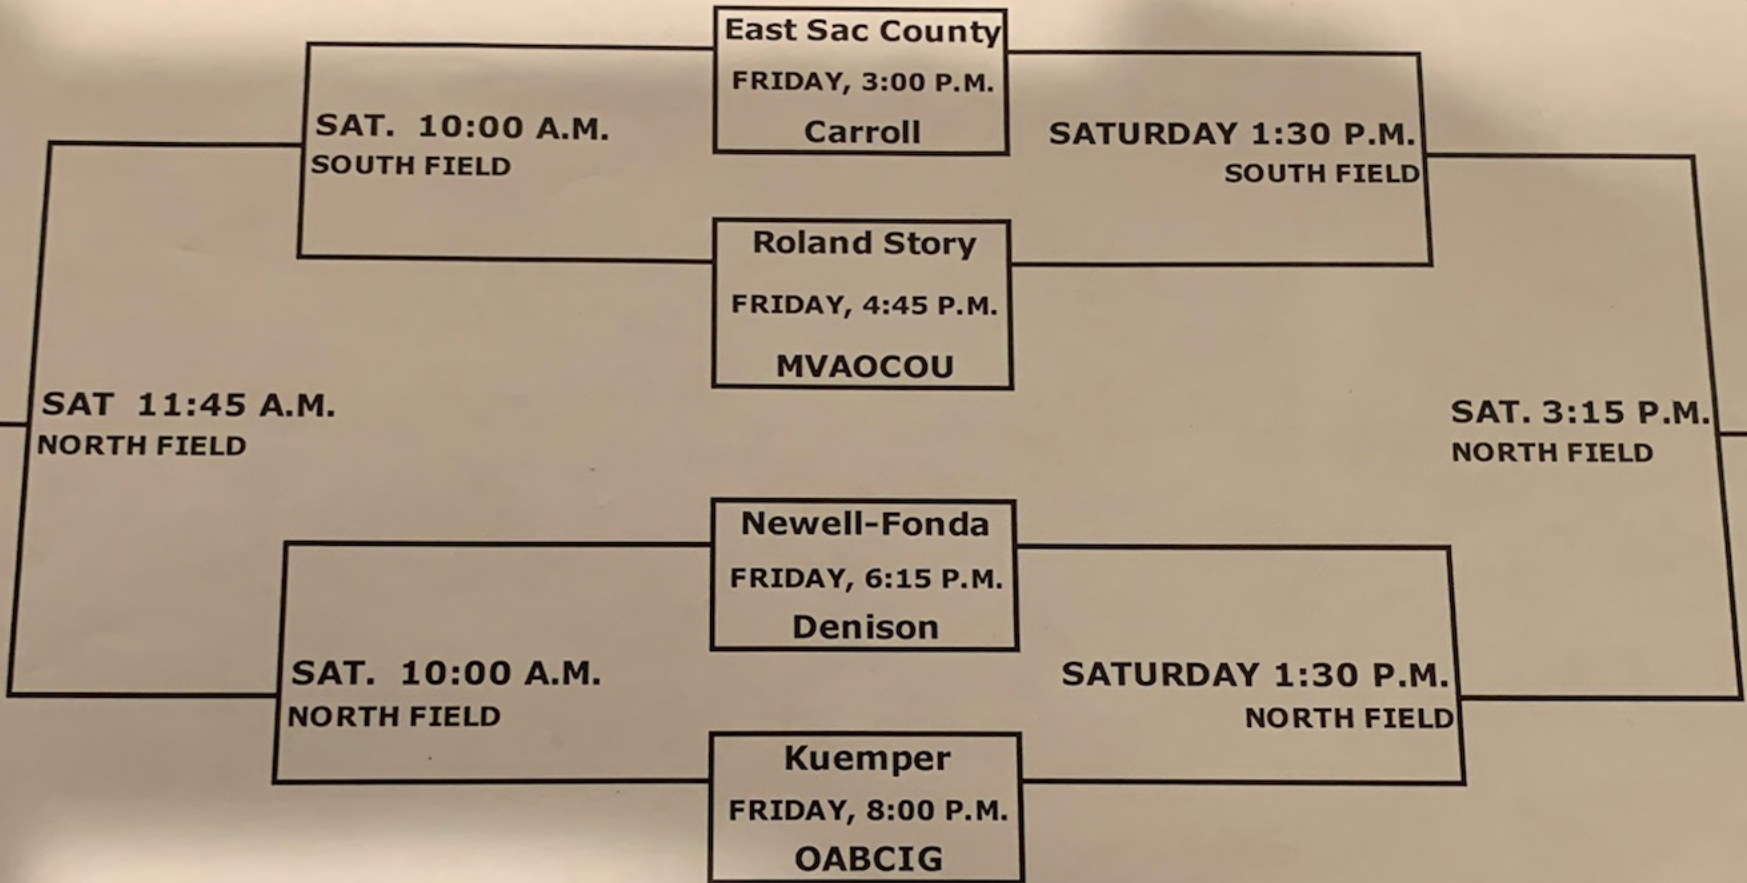 East Sac County
FRIDAY, 3:00 P.M.
Carroll
SAT. 10:00 A.M.
SOUTH FIELD
SATURDAY 1:30 P.M.
SOUTH FIELD
Roland Story
FRIDAY, 4:45 P.M.
MVAOCOU
SAT 11:45 A.M.
NORTH FIELD
SAT. 3:15 P.M.
NORTH FIELD
Newell-Fonda
FRIDAY, 6:15 P.M.
Denison
SAT. 10:00 A.M.
NORTH FIELD
SATURDAY 1:30 P.M.
NORTH FIELD
Kuemper
FRIDAY, 8:00 P.M.
OABCIG